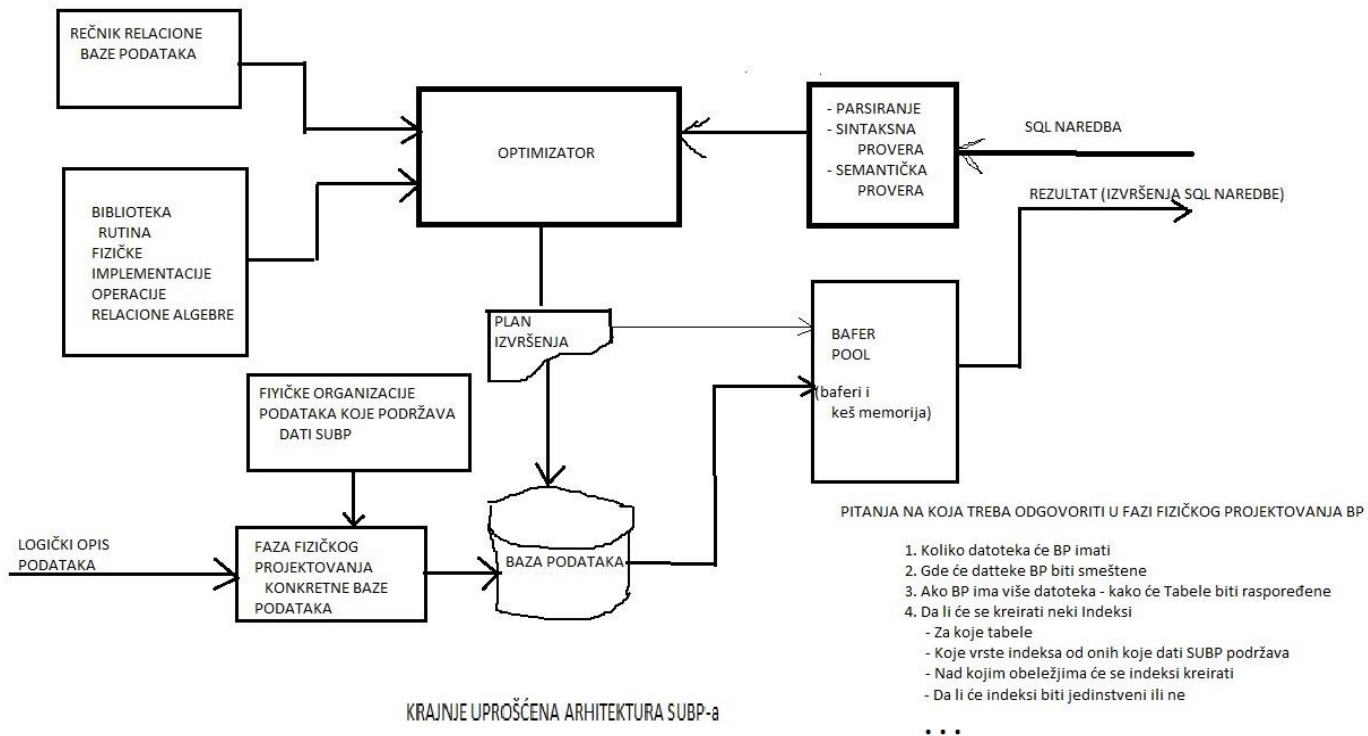 REČNIK RELACIONE
BAZE PODATAKA
OPTIMIZATOR
- PARSIRANJE
- SINTAKSNA
PROVERA
- SEMANTIČKA
PROVERA
SQL NAREDBA
REZULTAT (IZVRŠENJA SQL NAREDBE)
BIBLIOTEKA
RUTINA
FIZIČKE
IMPLEMENTACIJE
OPERACIJE
RELACIONE ALGEBRE
PLAN
IZVRŠENJA
BAFER
POOL
(baferi i
keš memorija)
FIYIČKE ORGANIZACIJE
PODATAKA KOJE PODRŽAVA
DATI SUBP
LOGIČKI OPIS
PODATAKA
FAZA FIZIČKOG
PROJEKTOVANJA
KONKRETNE BAZE
PODATAKA
BAZA PODATAKA
PITANJA NA KOJA TREBA ODGOVORITI U FAZI FIZIČKOG PROJEKTOVANJA BP
1. Koliko datoteka će BP imati
2. Gde će datteke BP biti smeštene
3. Ako BP ima više datoteka - kako će Tabele biti raspoređene
4. Da li će se kreirati neki Indeksi
- Za koje tabele
- Koje vrste indeksa od onih koje dati SUBP podržava
- Nad kojim obeležjima će se indeksi kreirati
- Da li će indeksi biti jedinstveni ili ne
. . .
KRAJNJE UPROŠĆENA ARHITEKTURA SUBP-a